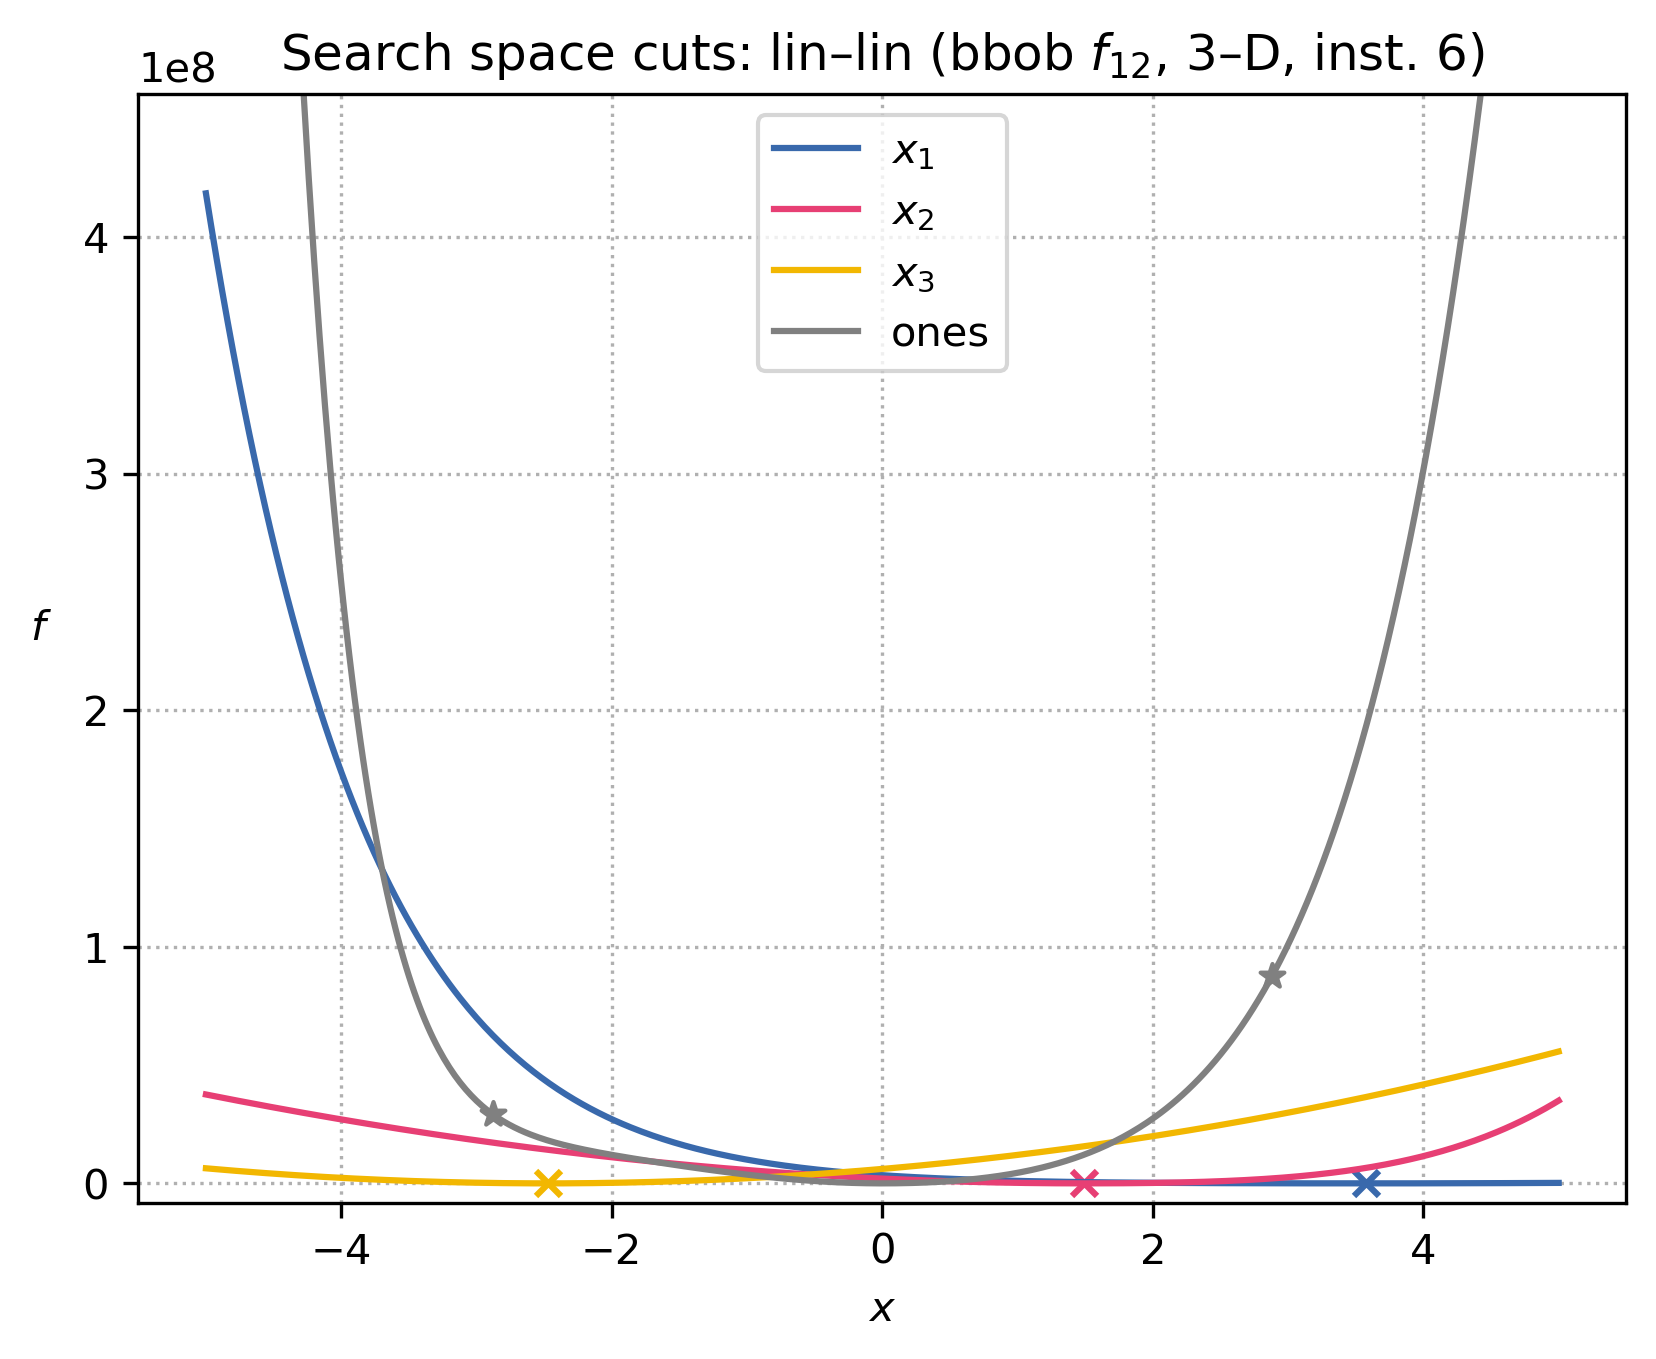 Search space cuts: lin–lin (bbob f₁₂, 3–D, inst. 6)
1e8
x₁
x₂
x₃
ones
4
3
2
1
0
f
−4 −2 0 2 4
x